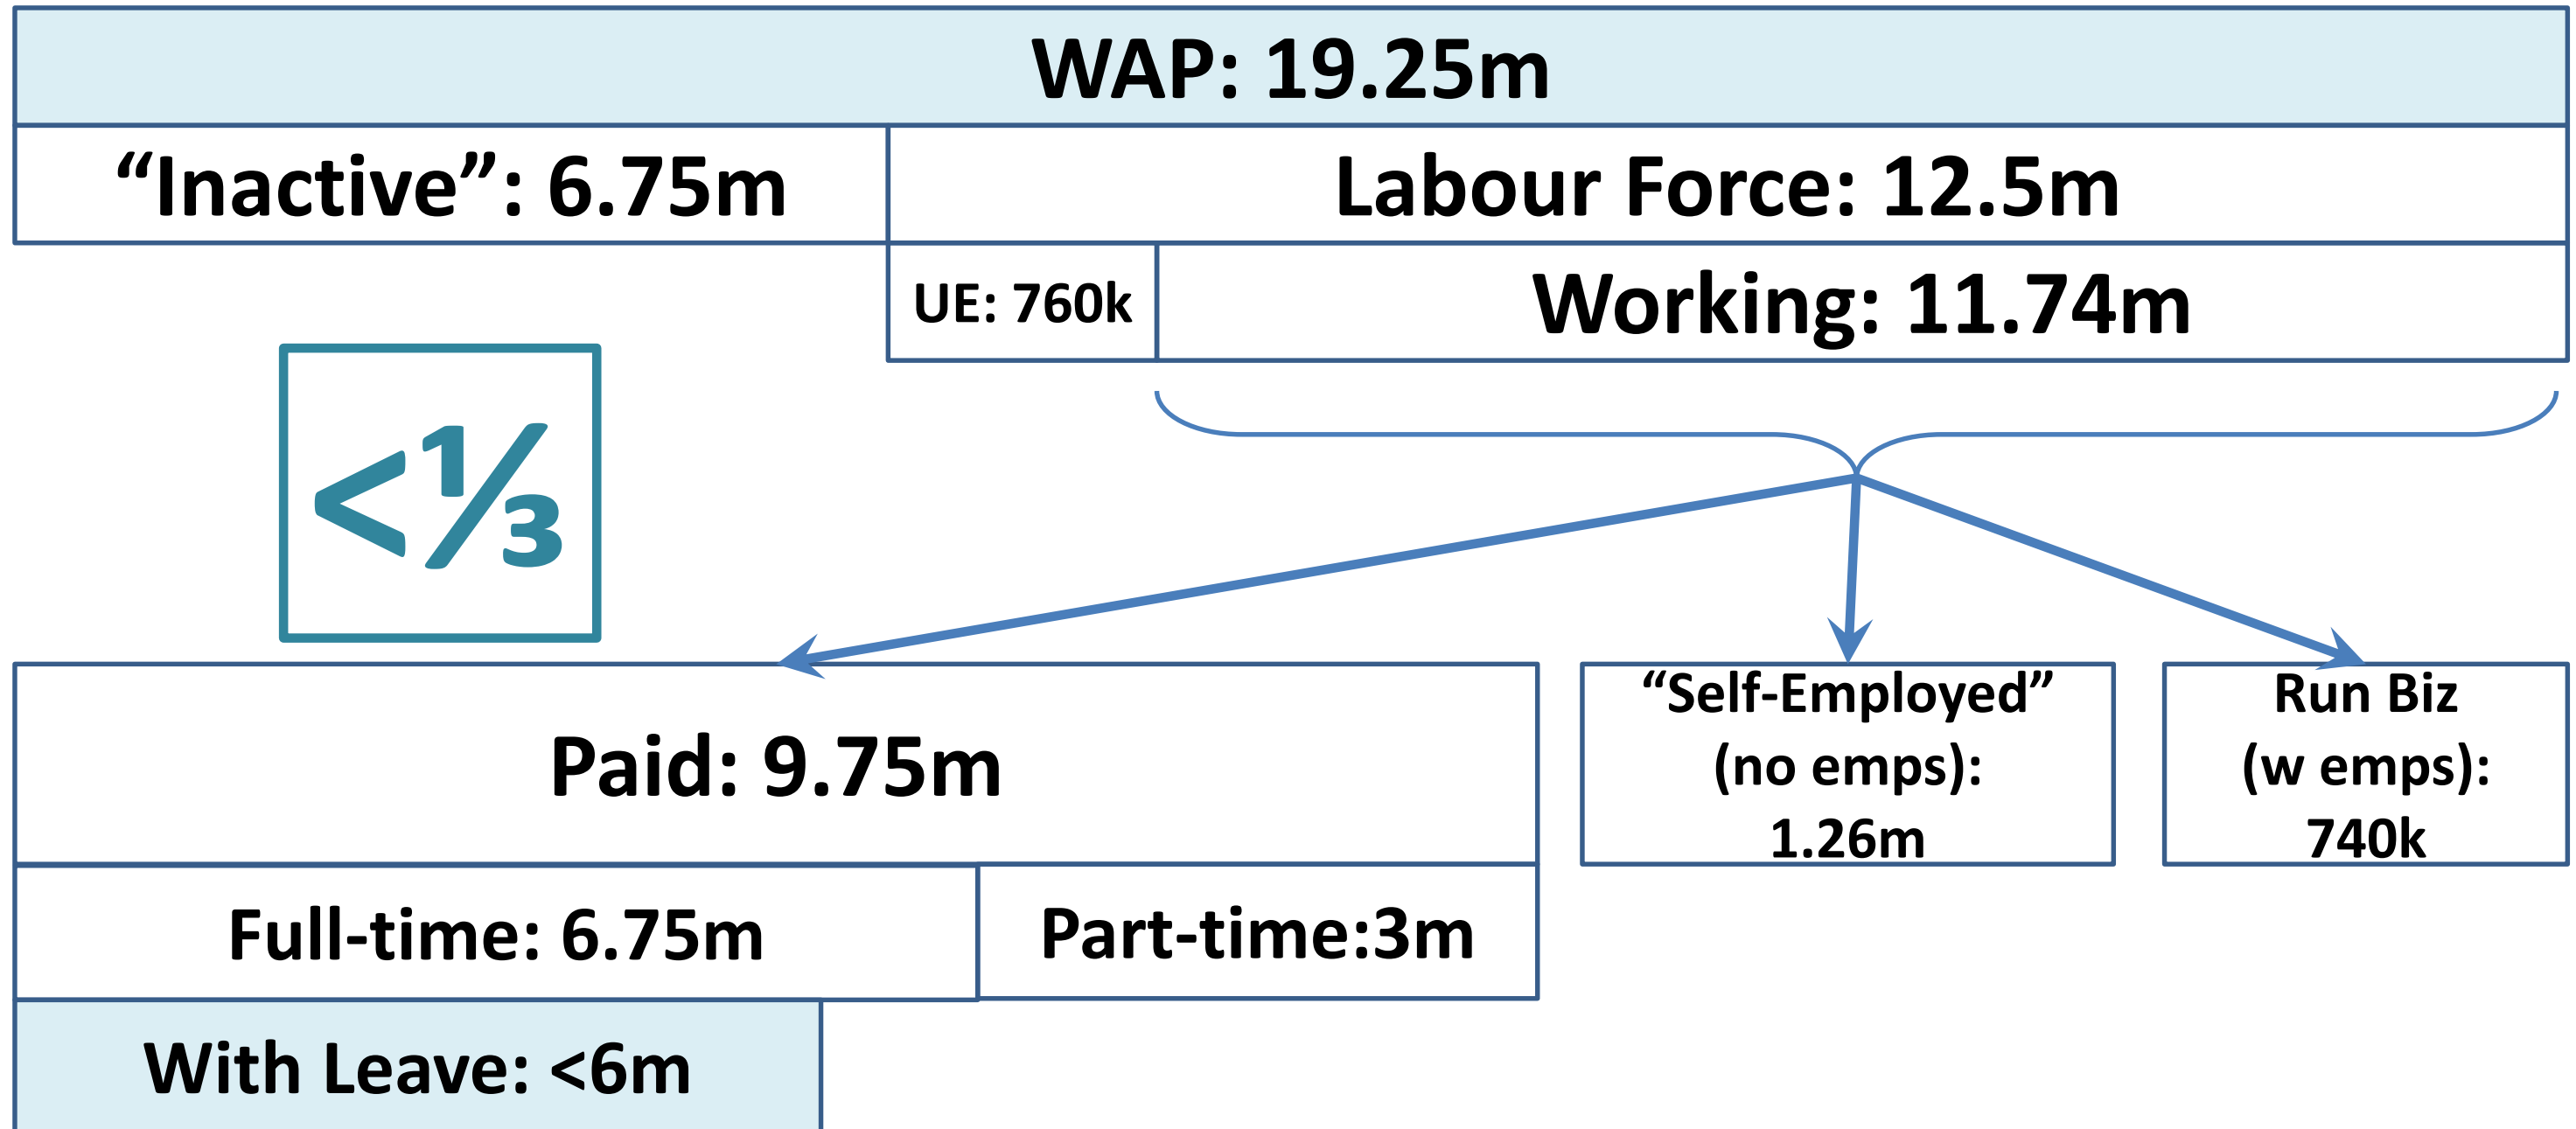 WAP: 19.25m
“Inactive”: 6.75m
Labour Force: 12.5m
UE: 760k
Working: 11.74m
<⅓
Paid: 9.75m
“Self-Employed”
(no emps):
1.26m
Run Biz
(w emps):
740k
Full-time: 6.75m
Part-time:3m
With Leave: <6m